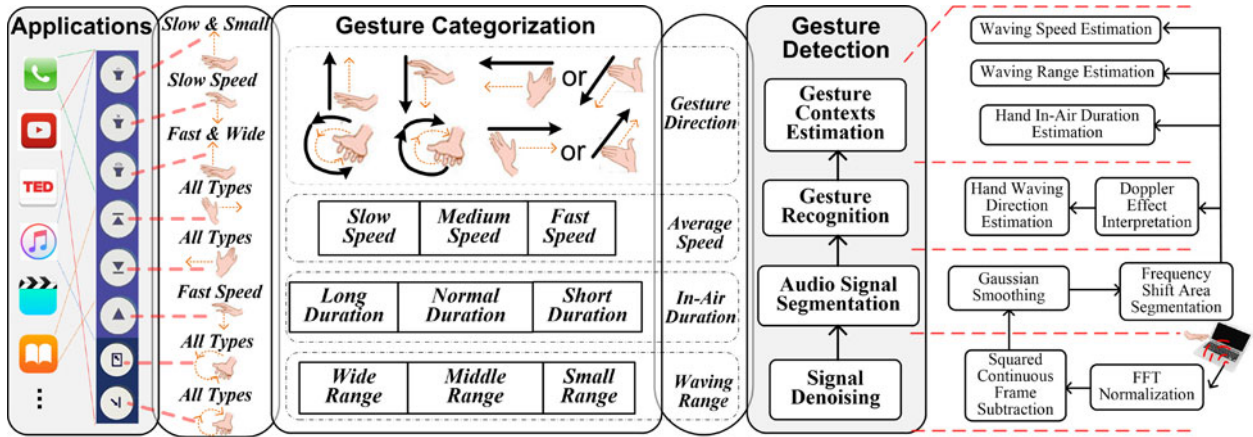 Applications
TED
...
Slow & Small
Slow Speed
Fast & Wide
All Types
All Types
Fast Speed
All Types
All Types
Gesture Categorization
or
or
Slow
Speed
Medium
Speed
Fast
Speed
Long
Duration
Normal
Duration
Short
Duration
Wide
Range
Middle
Range
Small
Range
Gesture
Direction
Average
Speed
In-Air
Duration
Waving
Range
Gesture
Detection
Gesture
Contexts
Estimation
Gesture
Recognition
Audio Signal
Segmentation
Signal
Denoising
Waving Speed Estimation
Waving Range Estimation
Hand In-Air Duration
Estimation
Hand Waving
Direction
Estimation
Doppler
Effect
Interpretation
Gaussian
Smoothing
Frequency
Shift Area
Segmentation
Squared
Continuous
Frame
Subtraction
FFT
Normalization